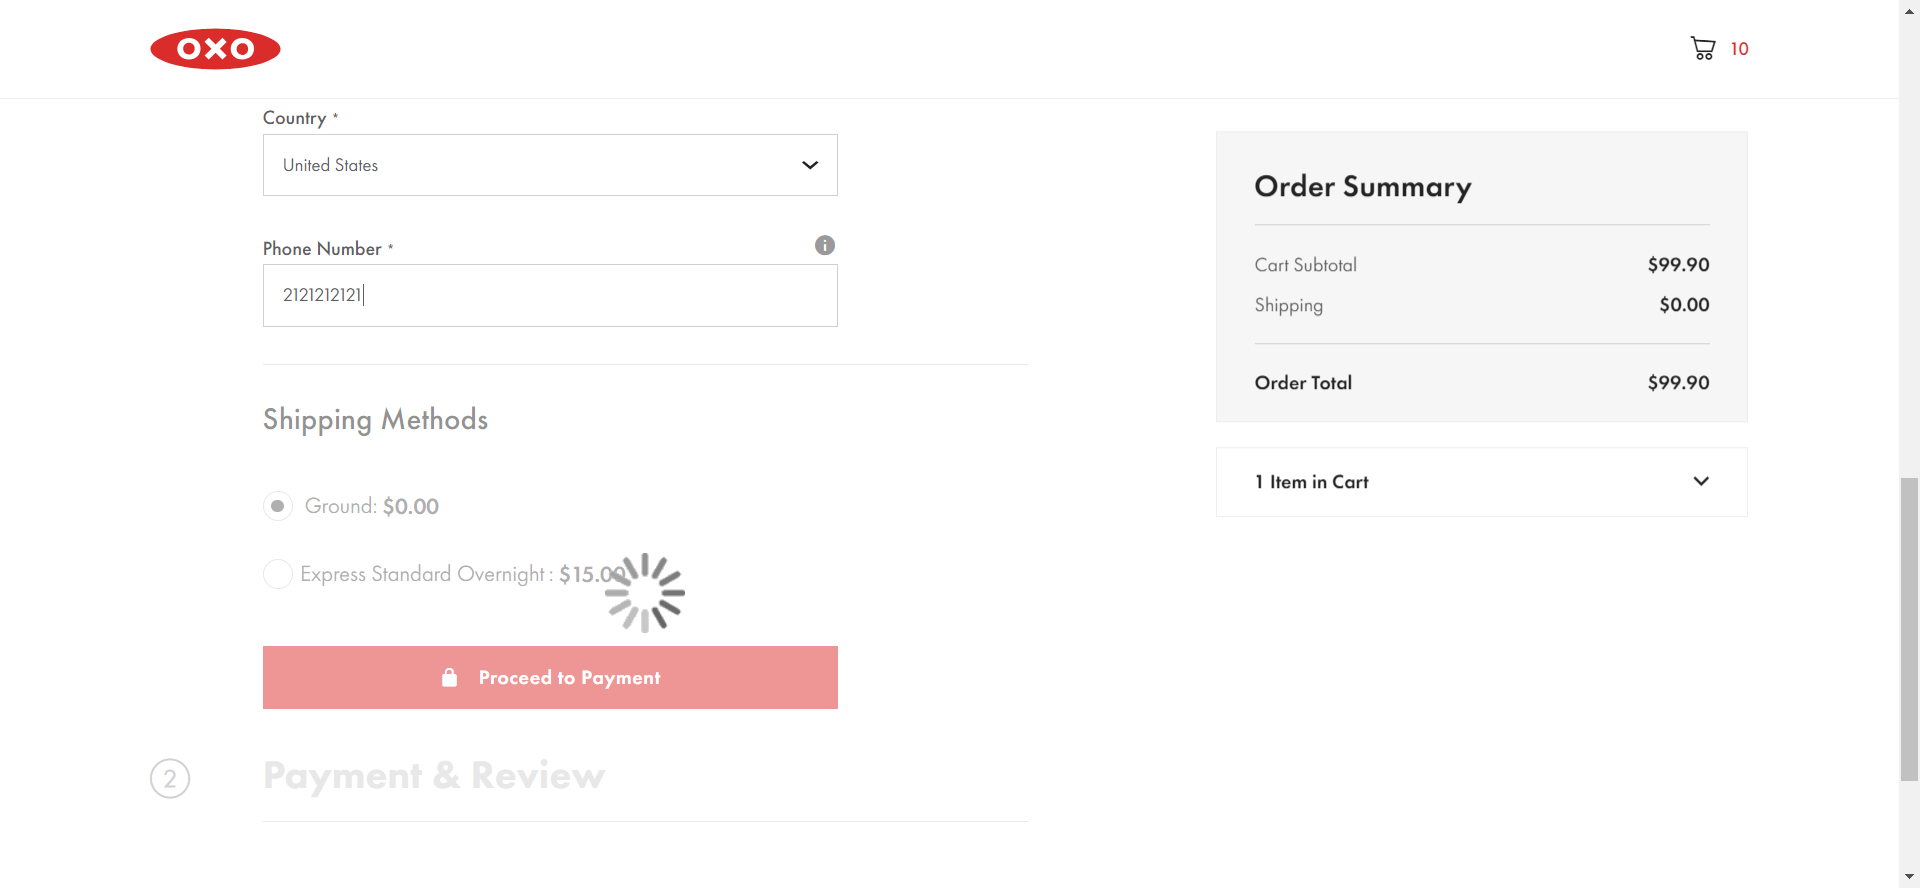 OXO
10
Country *
United States
Phone Number *
2121212121
Shipping Methods
Ground: $0.00
Express Standard Overnight : $15.00
Proceed to Payment
2
Payment & Review
Order Summary
Cart Subtotal $99.90
Shipping $0.00
Order Total $99.90
1 Item in Cart